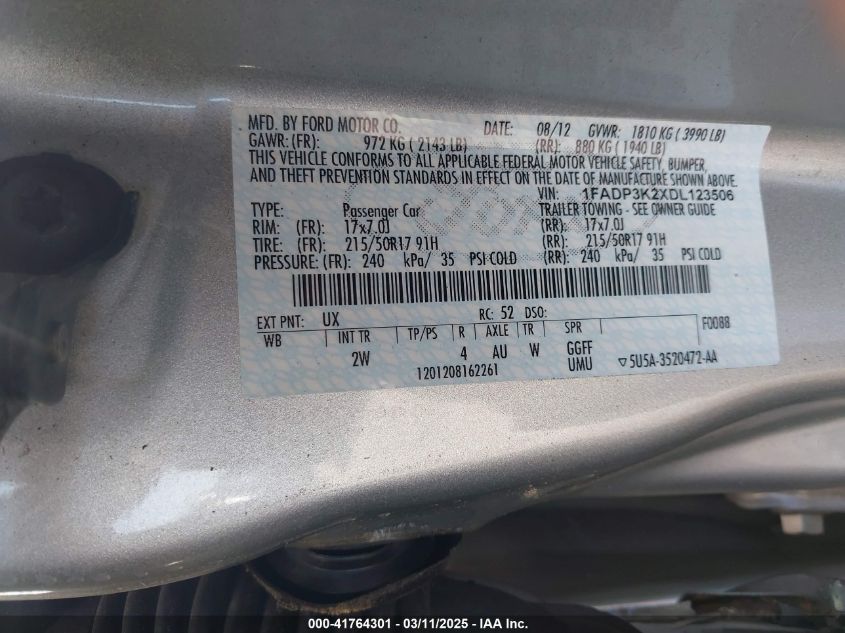 MFD. BY FORD MOTOR CO. DATE: 08/12 GVWR: 1810 KG ( 3990 LB)
GAWR: (FR): 972 KG ( 2143 LB) (RR): 880 KG ( 1940 LB)
THIS VEHICLE CONFORMS TO ALL APPLICABLE FEDERAL MOTOR VEHICLE SAFETY, BUMPER,
AND THEFT PREVENTION STANDARDS IN EFFECT ON THE DATE OF MANUFACTURE SHOWN ABOVE.
VIN: 1FADP3K2XDL123506
TYPE: Passenger Car TRAILER TOWING - SEE OWNER GUIDE
RIM: (FR): 17x7.0J (RR): 17x7.0J
TIRE: (FR): 215/50R17 91H (RR): 215/50R17 91H
PRESSURE: (FR): 240 kPa/ 35 PSI COLD (RR): 240 kPa/ 35 PSI COLD
EXT PNT: UX RC: 52 DSO: F0088
WB INT TR TP/PS R AXLE TR SPR
2W 4 AU W GGFF
1201208162261 UMU ▽5U5A-3520472-AA
000-41764301 - 03/11/2025 - IAA Inc.